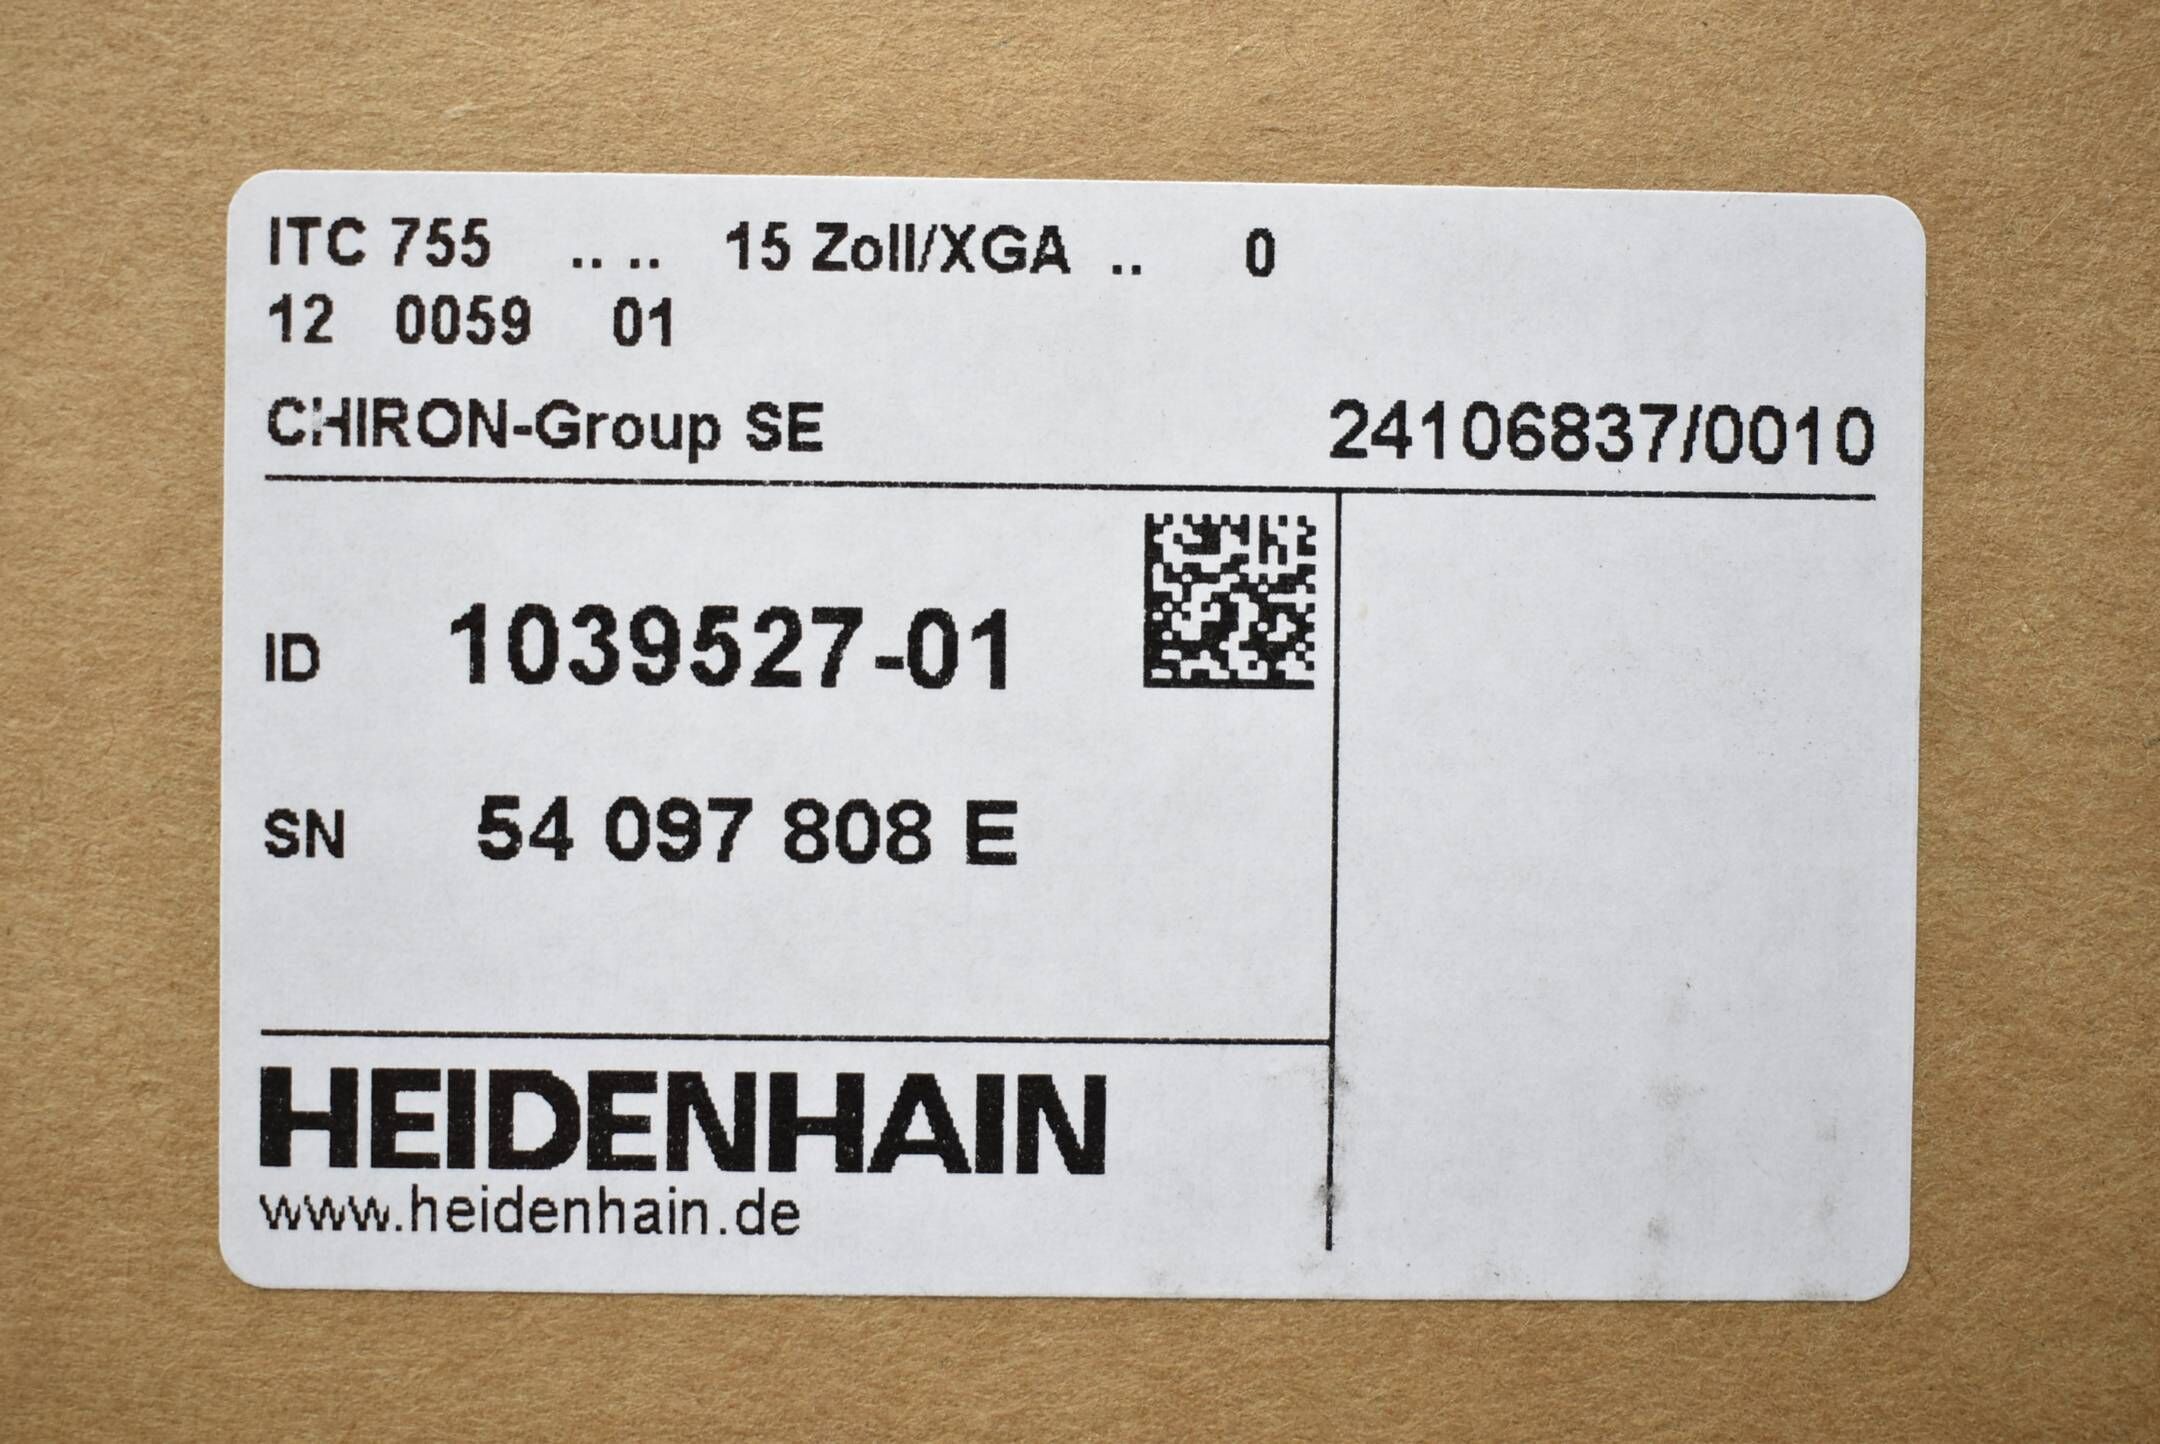 ITC 755 .. .. 15 Zoll/XGA .. 0
12 0059 01
CHIRON-Group SE 24106837/0010
ID 1039527-01
SN 54 097 808 E
HEIDENHAIN
www.heidenhain.de